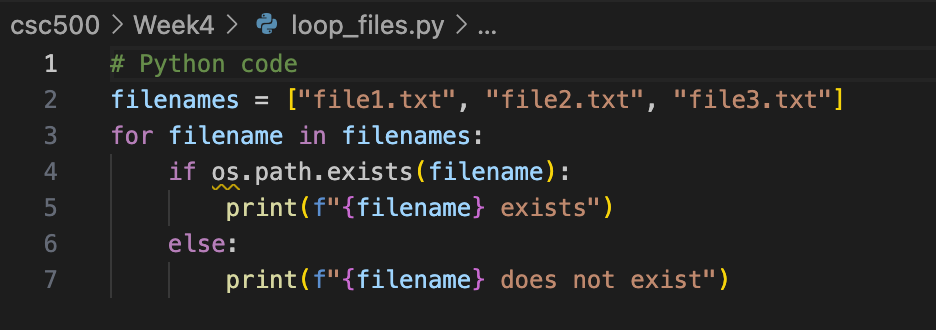 csc500 > Week4 > loop_files.py > ...
1 # Python code
2 filenames = ["file1.txt", "file2.txt", "file3.txt"]
3 for filename in filenames:
4     if os.path.exists(filename):
5         print(f"{filename} exists")
6     else:
7         print(f"{filename} does not exist")